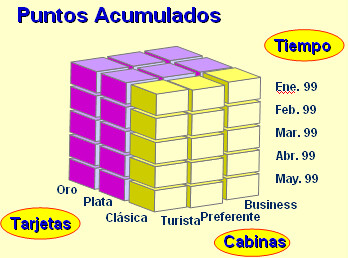 Puntos Acumulados
Tiempo
Ene. 99
Feb. 99
Mar. 99
Abr. 99
May. 99
Oro
Plata
Clásica
Turista
Preferente
Business
Tarjetas
Cabinas